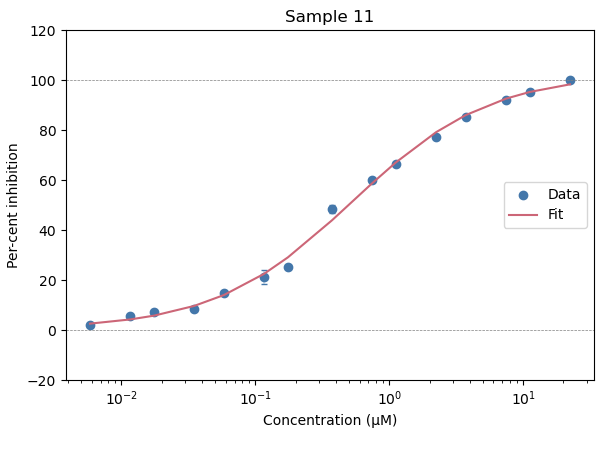 Sample 11
Per-cent inhibition
120
100
80
60
40
20
0
−20
Data
Fit
10⁻²
10⁻¹
10⁰
10¹
Concentration (µM)